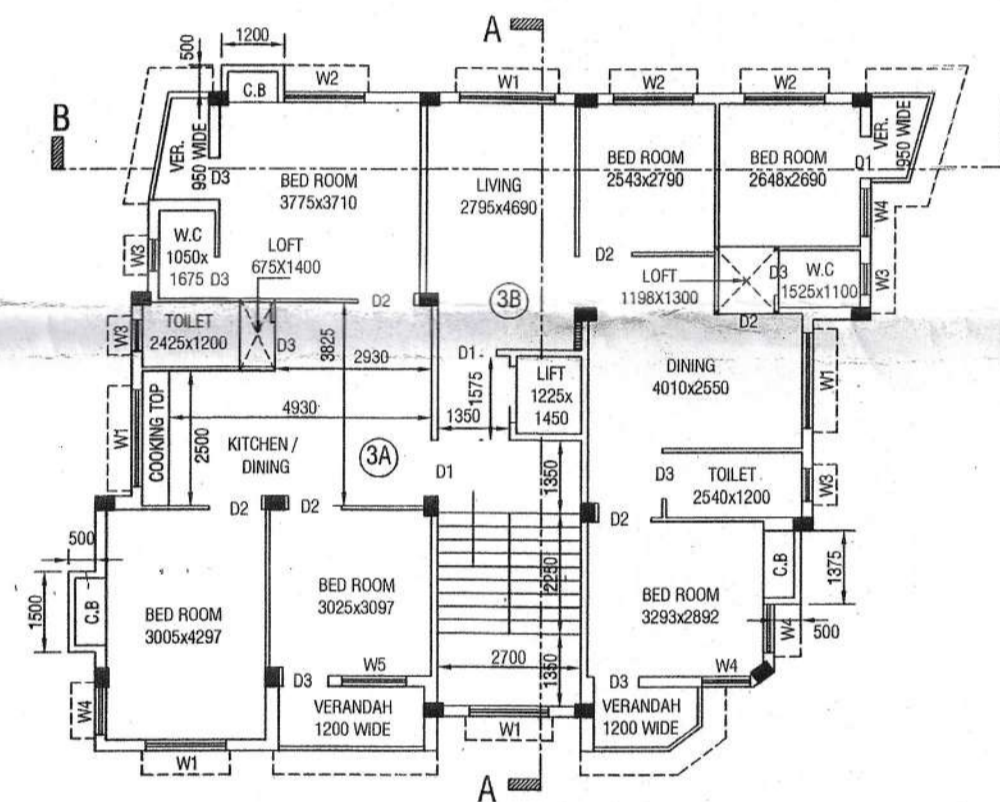 A
1200
500
W2
W1
W2
W2
C.B
B
VER.
950 WIDE
D3
BED ROOM
3775x3710
LIVING
2795x4690
BED ROOM
2543x2790
BED ROOM
2648x2690
D1
VER.
950 WIDE
W4
W.C
1050x
1675 D3
W3
LOFT
675X1400
D2
LOFT
1198X1300
D3
W.C
1525x1100
W3
D2
3B
D2
W3
TOILET
2425x1200
D3
3825
2930
D1
1575
1350
LIFT
1225x
1450
DINING
4010x2550
W1
4930
W1
COOKING TOP
2500
KITCHEN /
DINING
3A
D1
1350
D3
TOILET
2540x1200
W3
D2
D2
D2
500
1500
C.B
BED ROOM
3005x4297
BED ROOM
3025x3097
2250
BED ROOM
3293x2892
C.B
1375
W4
500
2700
1350
W4
D3
W5
VERANDAH
1200 WIDE
W1
D3
W4
VERANDAH
1200 WIDE
W1
A